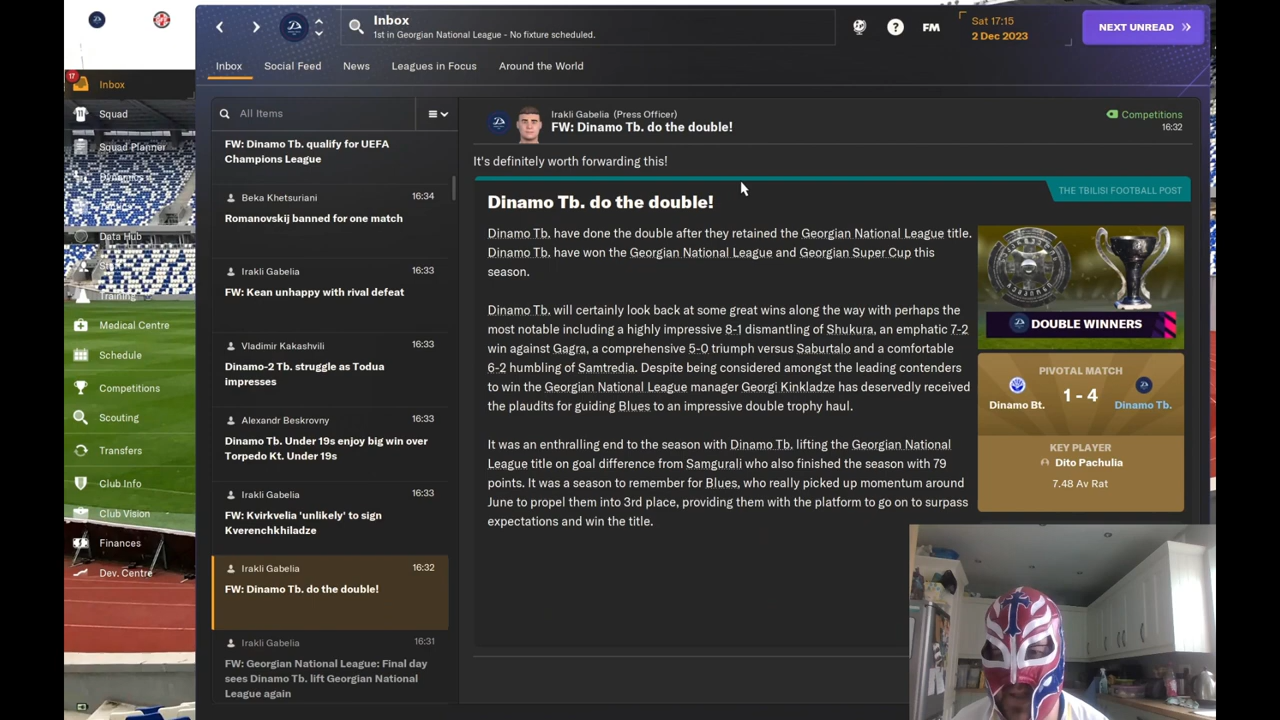 Inbox
1st in Georgian National League - No fixture scheduled.
FM
Sat 17:15
2 Dec 2023
NEXT UNREAD
Inbox
Social Feed
News
Leagues in Focus
Around the World
17
Inbox
Squad
Squad Planner
Data Hub
Training
Medical Centre
Schedule
Competitions
Scouting
Transfers
Club Info
Club Vision
Finances
Dev. Centre
All Items
FW: Dinamo Tb. qualify for UEFA
Champions League
Beka Khetsuriani
16:34
Romanovskij banned for one match
Irakli Gabelia
16:33
FW: Kean unhappy with rival defeat
Vladimir Kakashvili
16:33
Dinamo-2 Tb. struggle as Todua
impresses
Alexandr Beskrovny
16:33
Dinamo Tb. Under 19s enjoy big win over
Torpedo Kt. Under 19s
Irakli Gabelia
16:33
FW: Kvirkvelia 'unlikely' to sign
Kverenchkhiladze
Irakli Gabelia
16:32
FW: Dinamo Tb. do the double!
Irakli Gabelia
16:31
FW: Georgian National League: Final day
sees Dinamo Tb. lift Georgian National
League again
Irakli Gabelia (Press Officer)
FW: Dinamo Tb. do the double!
Competitions
16:32
It's definitely worth forwarding this!
THE TBILISI FOOTBALL POST
Dinamo Tb. do the double!
Dinamo Tb. have done the double after they retained the Georgian National League title.
Dinamo Tb. have won the Georgian National League and Georgian Super Cup this
season.
Dinamo Tb. will certainly look back at some great wins along the way with perhaps the
most notable including a highly impressive 8-1 dismantling of Shukura, an emphatic 7-2
win against Gagra, a comprehensive 5-0 triumph versus Saburtalo and a comfortable
6-2 humbling of Samtredia. Despite being considered amongst the leading contenders
to win the Georgian National League manager Georgi Kinkladze has deservedly received
the plaudits for guiding Blues to an impressive double trophy haul.
It was an enthralling end to the season with Dinamo Tb. lifting the Georgian National
League title on goal difference from Samgurali who also finished the season with 79
points. It was a season to remember for Blues, who really picked up momentum around
June to propel them into 3rd place, providing them with the platform to go on to surpass
expectations and win the title.
DOUBLE WINNERS
PIVOTAL MATCH
1 - 4
Dinamo Bt.
Dinamo Tb.
KEY PLAYER
Dito Pachulia
7.48 Av Rat